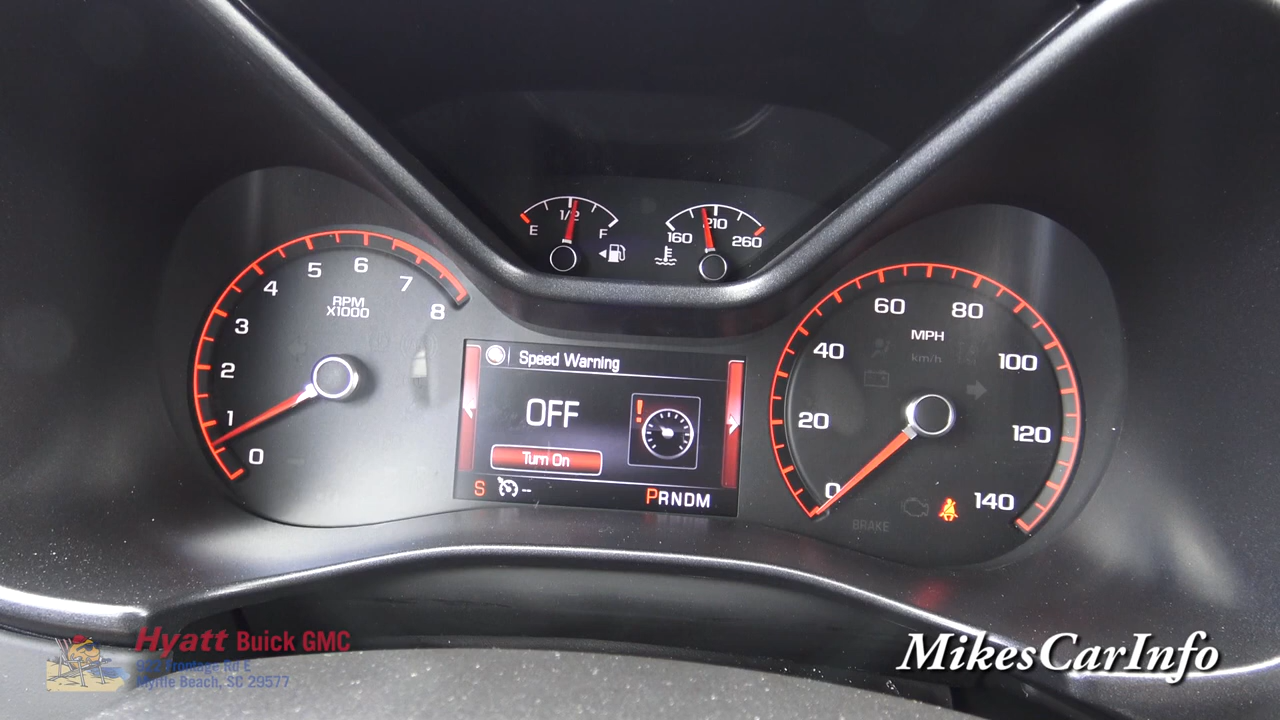 1/2
E
F
160
210
260
5
6
7
4
8
RPM
X1000
3
2
1
0
Speed Warning
OFF
!
Turn On
S
--
PRNDM
60
80
MPH
km/h
40
100
20
120
0
140
BRAKE
Hyatt Buick GMC
Frontage Rd E
Myrtle Beach, SC 29577
MikesCarInfo